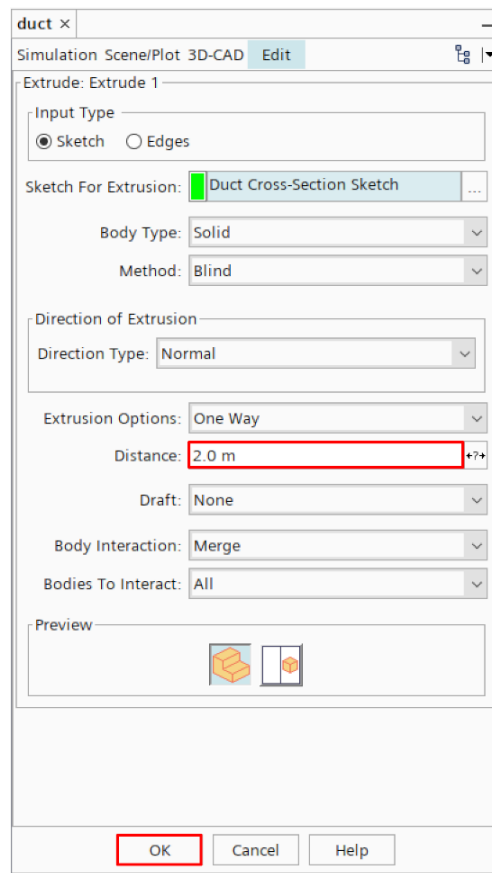 duct ×
Simulation Scene/Plot 3D-CAD Edit
Extrude: Extrude 1
Input Type
Sketch Edges
Sketch For Extrusion: Duct Cross-Section Sketch ...
Body Type: Solid
Method: Blind
Direction of Extrusion
Direction Type: Normal
Extrusion Options: One Way
Distance: 2.0 m
Draft: None
Body Interaction: Merge
Bodies To Interact: All
Preview
OK Cancel Help